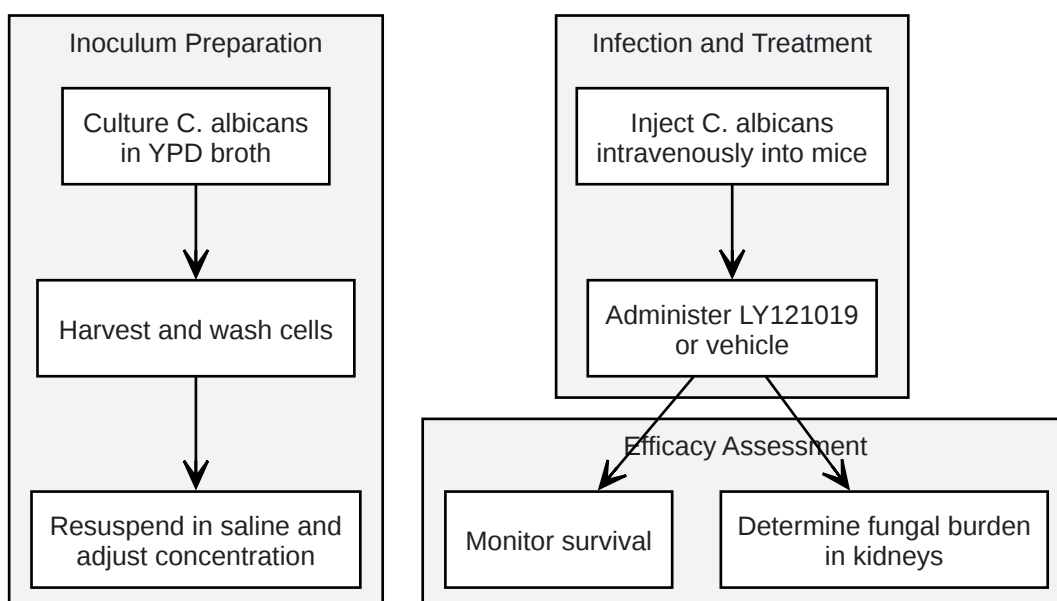 Inoculum Preparation
Culture C. albicans
in YPD broth
Harvest and wash cells
Resuspend in saline and
adjust concentration
Infection and Treatment
Inject C. albicans
intravenously into mice
Administer LY121019
or vehicle
Efficacy Assessment
Monitor survival
Determine fungal burden
in kidneys